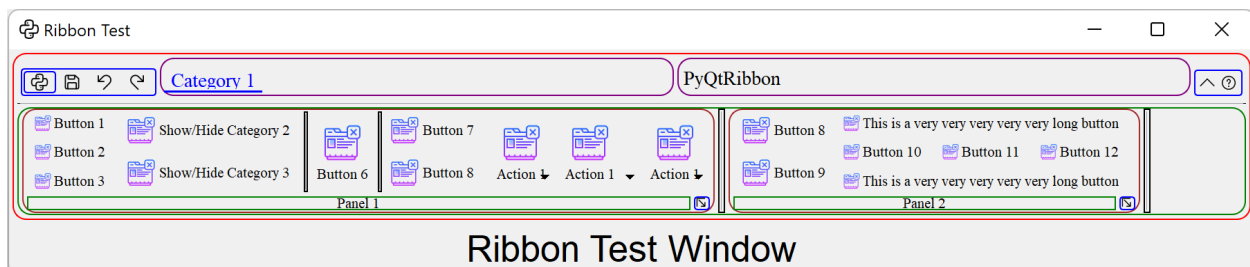 Ribbon Test
Category 1
PyQtRibbon
Button 1
Button 2
Button 3
Show/Hide Category 2
Show/Hide Category 3
Button 6
Button 7
Button 8
Action 1
Action 1
Action 1
Panel 1
Button 8
Button 9
This is a very very very very very long button
Button 10 Button 11 Button 12
This is a very very very very very long button
Panel 2
Ribbon Test Window